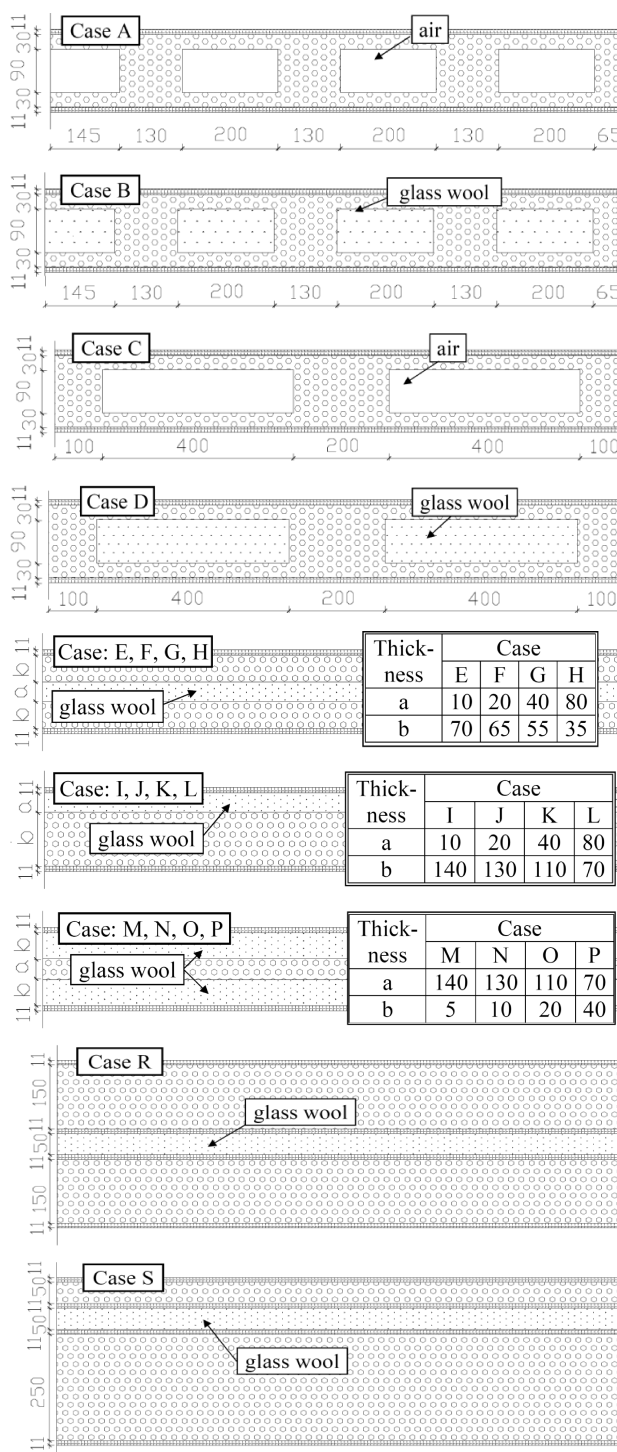 Case A
air
11
30
90
30
11
145 130 200 130 200 130 200 65
Case B
glass wool
11
30
90
30
11
145 130 200 130 200 130 200 65
Case C
air
11
30
90
30
11
100 400 200 400 100
Case D
glass wool
11
30
90
30
11
100 400 200 400 100
Case: E, F, G, H
glass wool
11
b
a
b
11
Thick-
ness
Case
E F G H
a 10 20 40 80
b 70 65 55 35
Case: I, J, K, L
glass wool
11
a
b
11
Thick-
ness
Case
I J K L
a 10 20 40 80
b 140 130 110 70
Case: M, N, O, P
glass wool
11
b
a
b
11
Thick-
ness
Case
M N O P
a 140 130 110 70
b 5 10 20 40
Case R
glass wool
11
150
11
50
11
150
11
Case S
glass wool
11
50
11
50
11
250
11